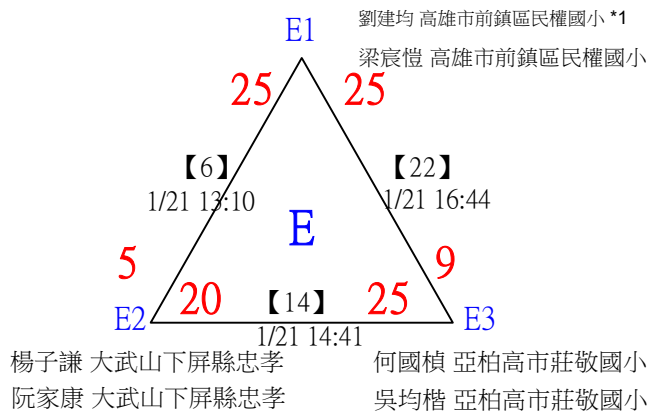 劉建均 高雄市前鎮區民權國小 *1
E1
梁宸愷 高雄市前鎮區民權國小
25 25
【6】 【22】
1/21 13:10 1/21 16:44
E
5 9
20 【14】 25
E2 E3
1/21 14:41
楊子謙 大武山下屏縣忠孝 何國楨 亞柏高市莊敬國小
阮家康 大武山下屏縣忠孝 吳均楷 亞柏高市莊敬國小